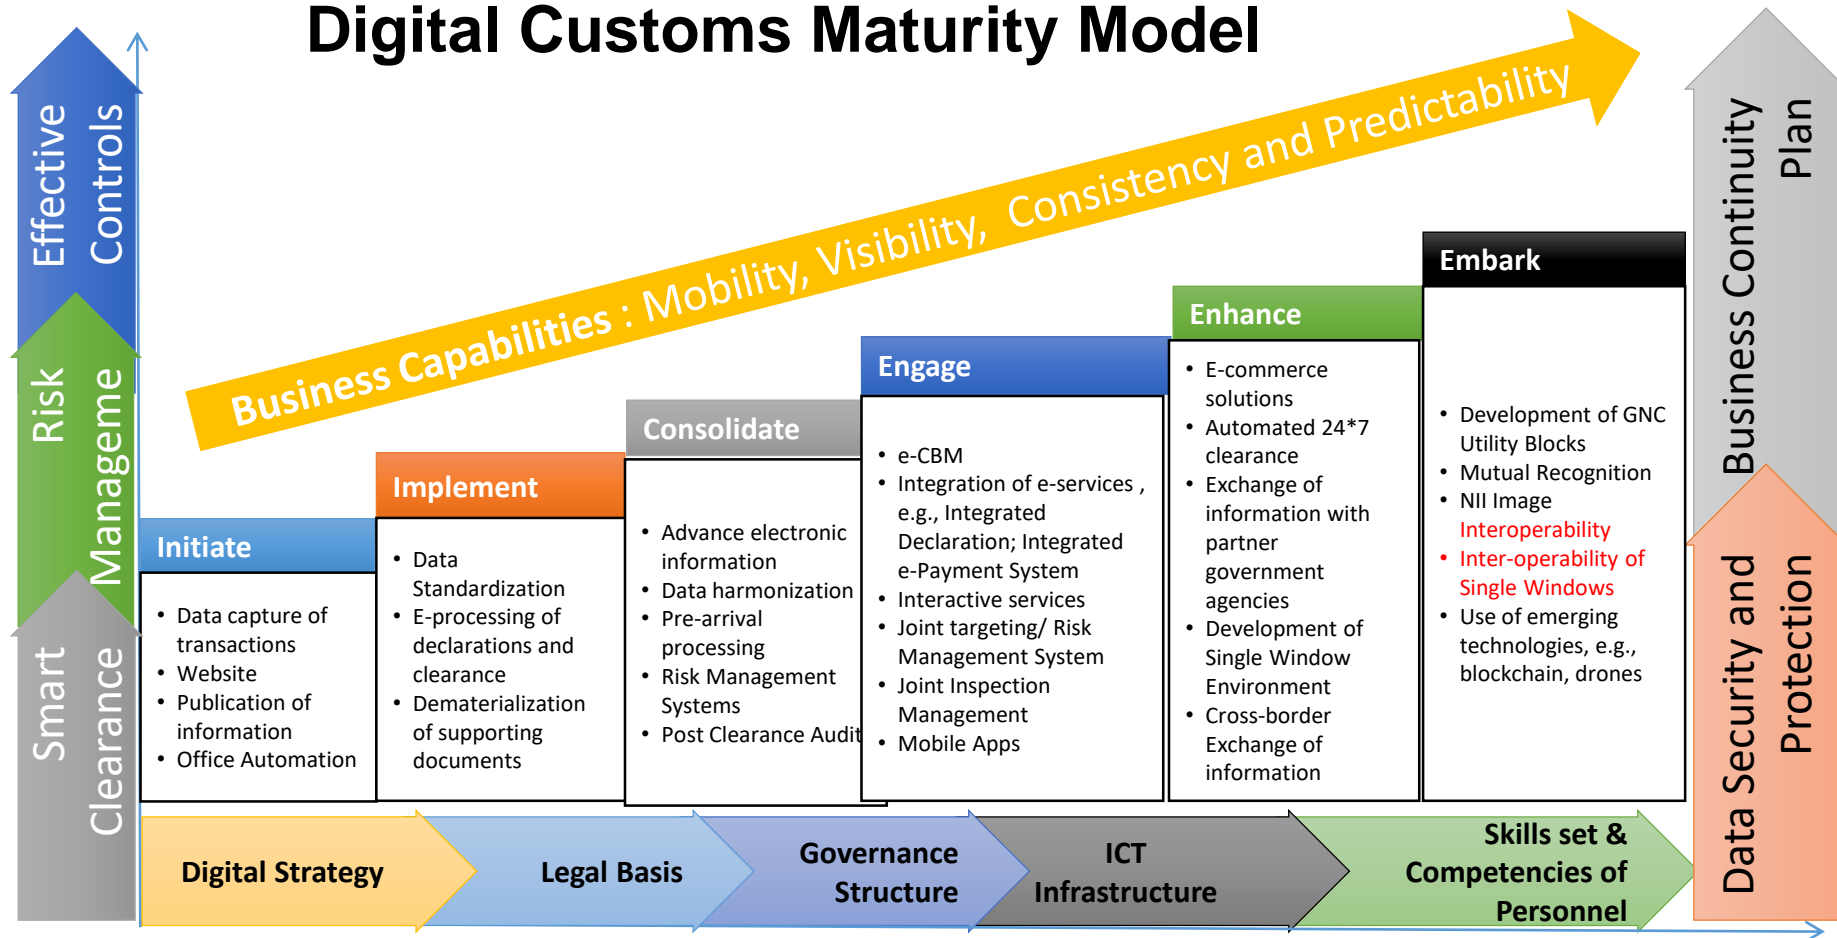 Digital Customs Maturity Model
Effective
Controls
Risk
Manageme
Smart
Clearance
Business Capabilities : Mobility, Visibility, Consistency and Predictability
Initiate
• Data capture of
transactions
• Website
• Publication of
information
• Office Automation
Implement
• Data
Standardization
• E-processing of
declarations and
clearance
• Dematerialization
of supporting
documents
Consolidate
• Advance electronic
information
• Data harmonization
• Pre-arrival
processing
• Risk Management
Systems
• Post Clearance Audit
Engage
• e-CBM
• Integration of e-services ,
e.g., Integrated
Declaration; Integrated
e-Payment System
• Interactive services
• Joint targeting/ Risk
Management System
• Joint Inspection
Management
• Mobile Apps
Enhance
• E-commerce
solutions
• Automated 24*7
clearance
• Exchange of
information with
partner
government
agencies
• Development of
Single Window
Environment
• Cross-border
Exchange of
information
Embark
• Development of GNC
Utility Blocks
• Mutual Recognition
• NII Image
Interoperability
• Inter-operability of
Single Windows
• Use of emerging
technologies, e.g.,
blockchain, drones
Business Continuity
Plan
Data Security and
Protection
Digital Strategy
Legal Basis
Governance
Structure
ICT
Infrastructure
Skills set &
Competencies of
Personnel